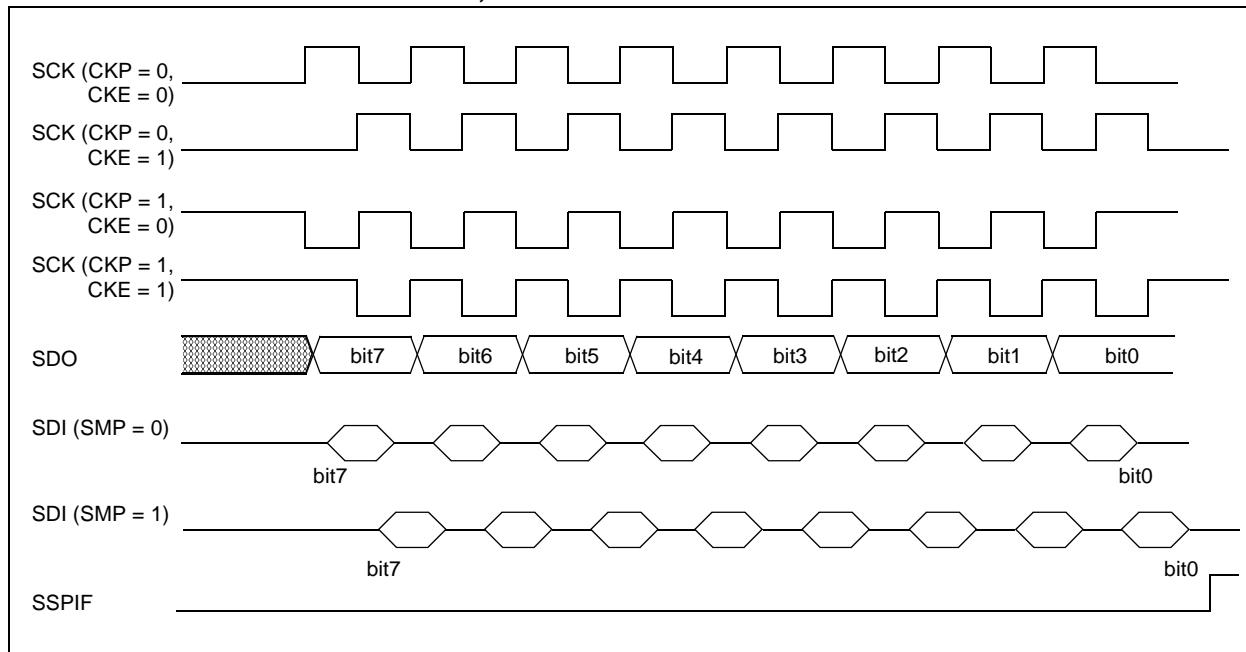 SCK (CKP = 0,
CKE = 0)
SCK (CKP = 0,
CKE = 1)
SCK (CKP = 1,
CKE = 0)
SCK (CKP = 1,
CKE = 1)
SDO
bit7 bit6 bit5 bit4 bit3 bit2 bit1 bit0
SDI (SMP = 0)
bit7 bit0
SDI (SMP = 1)
bit7 bit0
SSPIF